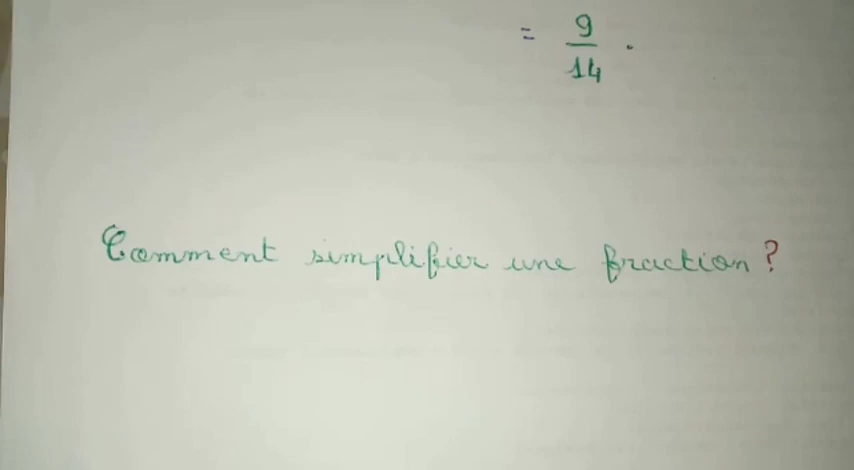 = 9/14 .
Comment simplifier une fraction ?